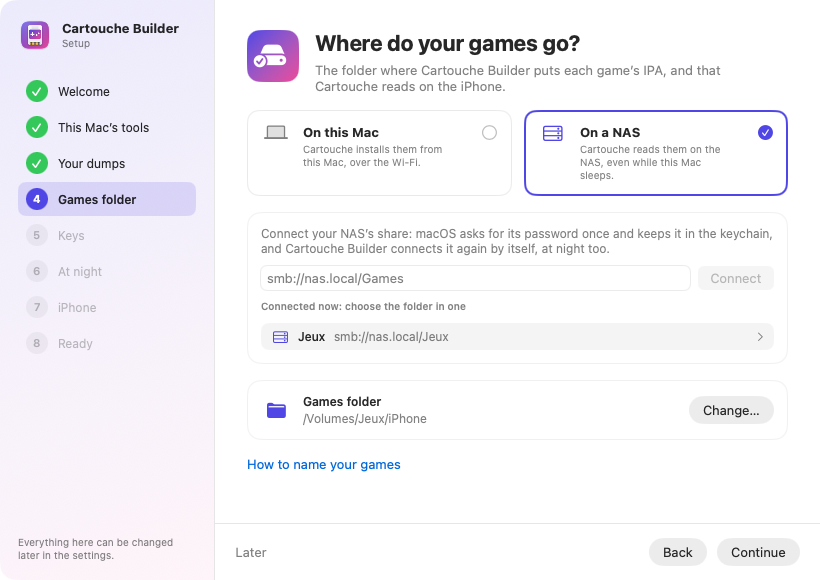 Cartouche Builder
Setup
Welcome
This Mac's tools
Your dumps
4 Games folder
5 Keys
6 At night
7 iPhone
8 Ready
Everything here can be changed
later in the settings.
Where do your games go?
The folder where Cartouche Builder puts each game's IPA, and that
Cartouche reads on the iPhone.
On this Mac
Cartouche installs them from
this Mac, over the Wi-Fi.
On a NAS
Cartouche reads them on the
NAS, even while this Mac
sleeps.
Connect your NAS's share: macOS asks for its password once and keeps it in the keychain,
and Cartouche Builder connects it again by itself, at night too.
smb://nas.local/Games
Connect
Connected now: choose the folder in one
Jeux smb://nas.local/Jeux
Games folder
/Volumes/Jeux/iPhone
Change...
How to name your games
Later
Back
Continue